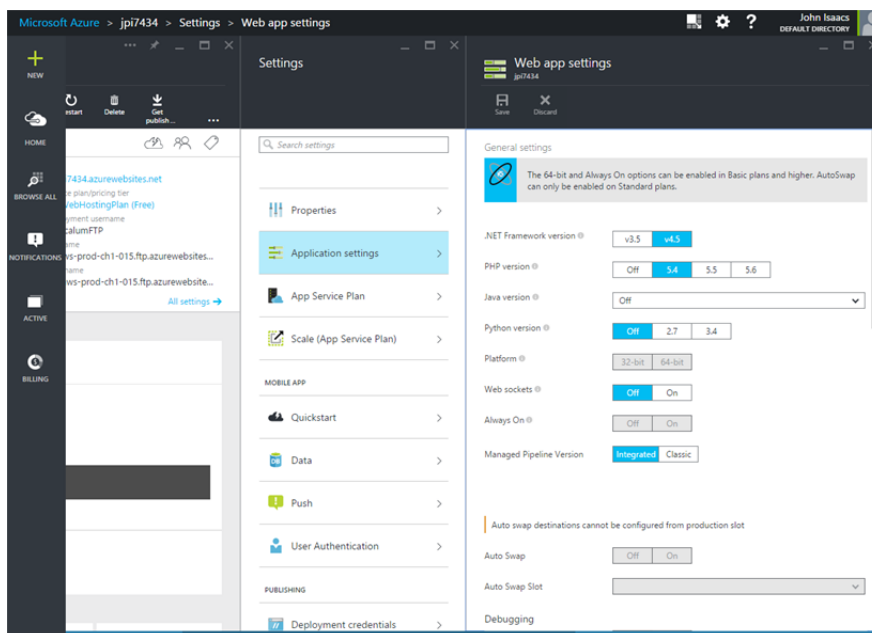 Microsoft Azure > jpi7434 > Settings > Web app settings
John Isaacs
DEFAULT DIRECTORY
NEW
HOME
BROWSE ALL
NOTIFICATIONS
ACTIVE
BILLING
estart
Delete
Get
publish...
...
7434.azurewebsites.net
e plan/pricing tier
WebHostingPlan (Free)
yment username
calumFTP
ame
ws-prod-ch1-015.ftp.azurewebsites...
name
ws-prod-ch1-015.ftp.azurewebsite...
All settings →
Settings
Search settings
Properties
Application settings
App Service Plan
Scale (App Service Plan)
MOBILE APP
Quickstart
Data
Push
User Authentication
PUBLISHING
Deployment credentials
Web app settings
jpi7434
Save
Discard
General settings
The 64-bit and Always On options can be enabled in Basic plans and higher. AutoSwap
can only be enabled on Standard plans.
.NET Framework version
v3.5 v4.5
PHP version
Off 5.4 5.5 5.6
Java version
Off
Python version
Off 2.7 3.4
Platform
32-bit 64-bit
Web sockets
Off On
Always On
Off On
Managed Pipeline Version
Integrated Classic
Auto swap destinations cannot be configured from production slot
Auto Swap
Off On
Auto Swap Slot
Debugging